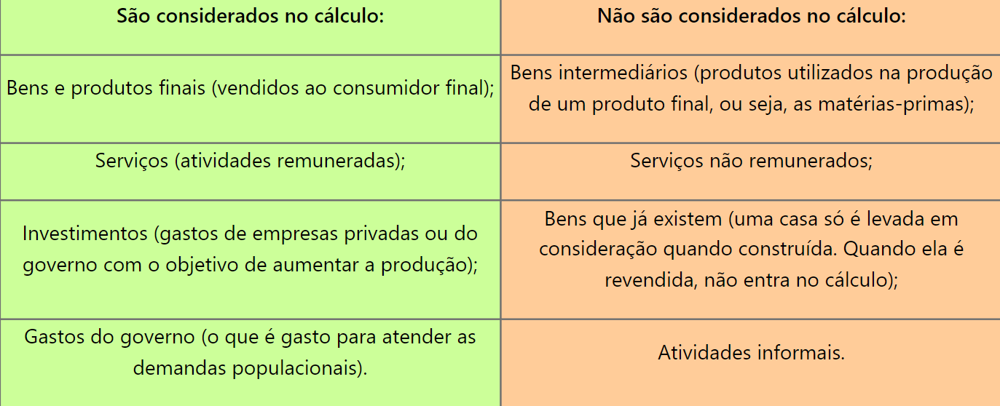 São considerados no cálculo:
Não são considerados no cálculo:
Bens e produtos finais (vendidos ao consumidor final);
Bens intermediários (produtos utilizados na produção
de um produto final, ou seja, as matérias-primas);
Serviços (atividades remuneradas);
Serviços não remunerados;
Investimentos (gastos de empresas privadas ou do
governo com o objetivo de aumentar a produção);
Bens que já existem (uma casa só é levada em
consideração quando construída. Quando ela é
revendida, não entra no cálculo);
Gastos do governo (o que é gasto para atender as
demandas populacionais).
Atividades informais.